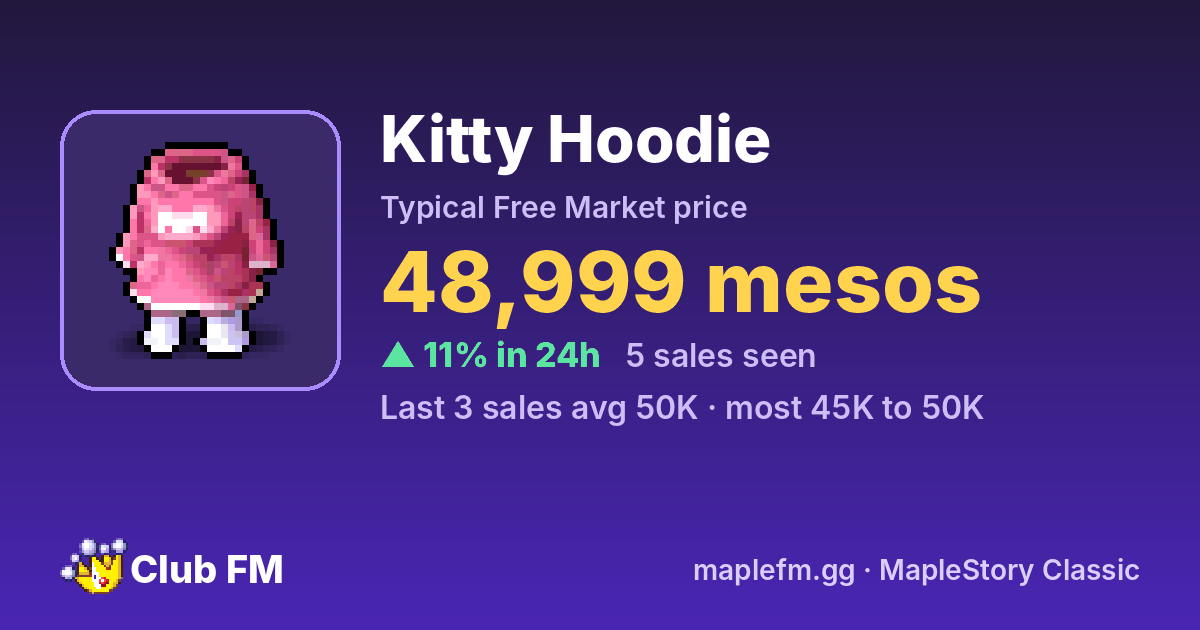 Kitty Hoodie
Typical Free Market price
48,999 mesos
▲ 11% in 24h 5 sales seen
Last 3 sales avg 50K · most 45K to 50K
Club FM
maplefm.gg · MapleStory Classic